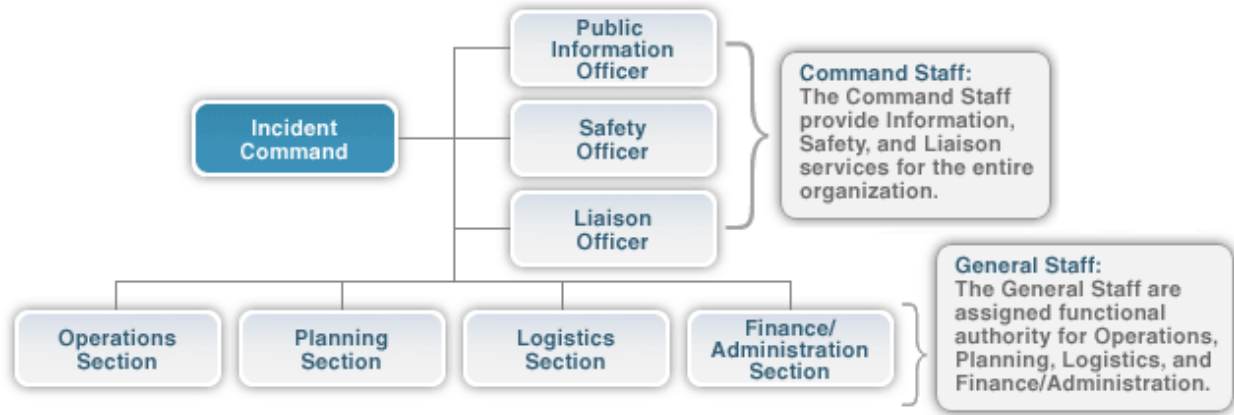 Public
Information
Officer
Command Staff:
The Command Staff
provide Information,
Safety, and Liaison
services for the entire
organization.
Incident
Command
Safety
Officer
Liaison
Officer
General Staff:
The General Staff are
assigned functional
authority for Operations,
Planning, Logistics, and
Finance/Administration.
Operations
Section
Planning
Section
Logistics
Section
Finance/
Administration
Section